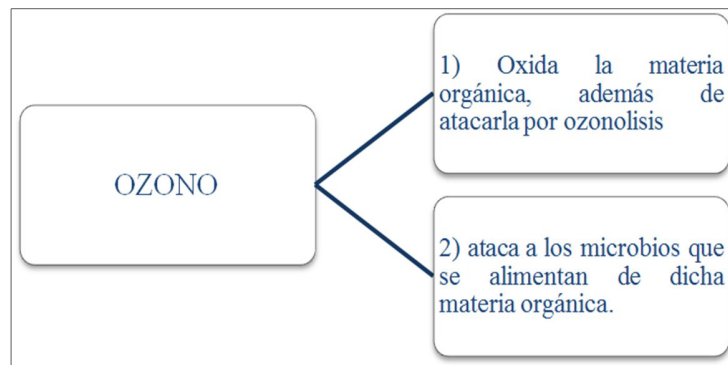 OZONO
1) Oxida la materia
orgánica, además de
atacarla por ozonolisis
2) ataca a los microbios que
se alimentan de dicha
materia orgánica.